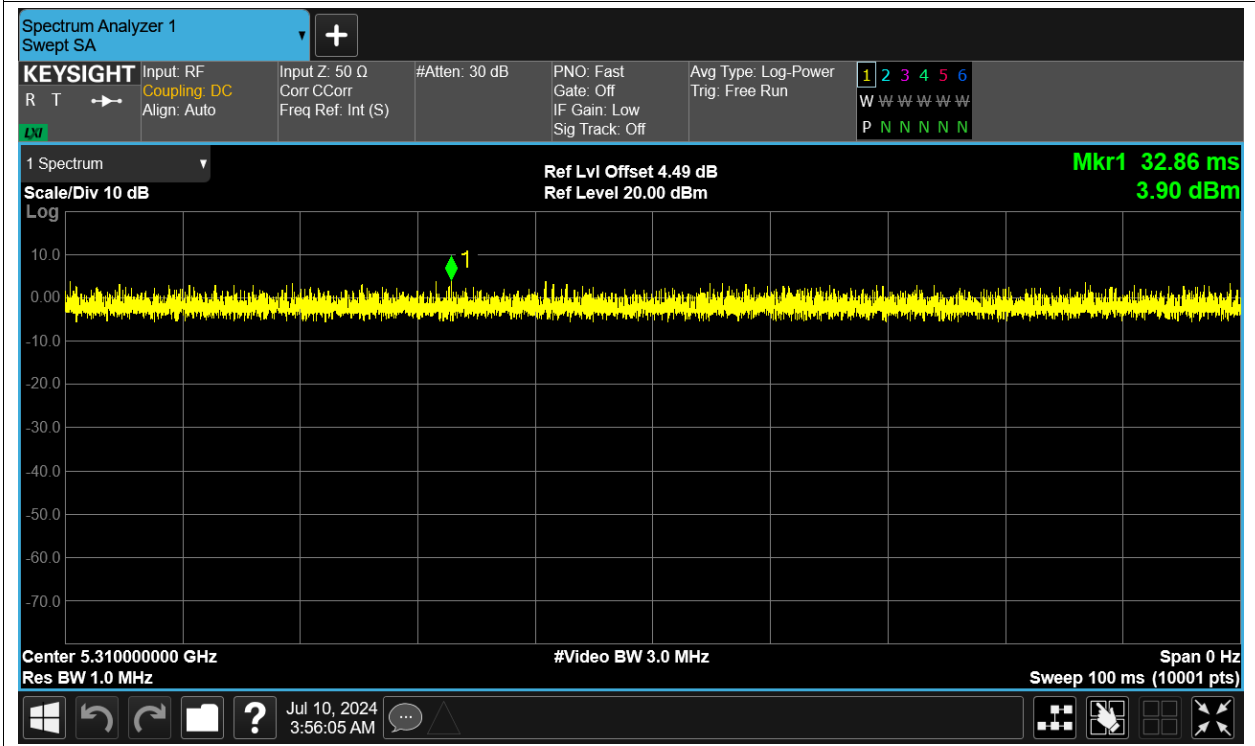 Spectrum Analyzer 1
Swept SA
+
KEYSIGHT
R T
LXI
Input: RF
Coupling: DC
Align: Auto
Input Z: 50 Ω
Corr CCorr
Freq Ref: Int (S)
#Atten: 30 dB
PNO: Fast
Gate: Off
IF Gain: Low
Sig Track: Off
Avg Type: Log-Power
Trig: Free Run
1 2 3 4 5 6
W W W W W W
P N N N N N
1 Spectrum
Scale/Div 10 dB
Log
Ref Lvl Offset 4.49 dB
Ref Level 20.00 dBm
Mkr1 32.86 ms
3.90 dBm
1
10.0
0.00
-10.0
-20.0
-30.0
-40.0
-50.0
-60.0
-70.0
Center 5.310000000 GHz
Res BW 1.0 MHz
#Video BW 3.0 MHz
Span 0 Hz
Sweep 100 ms (10001 pts)
?
Jul 10, 2024
3:56:05 AM